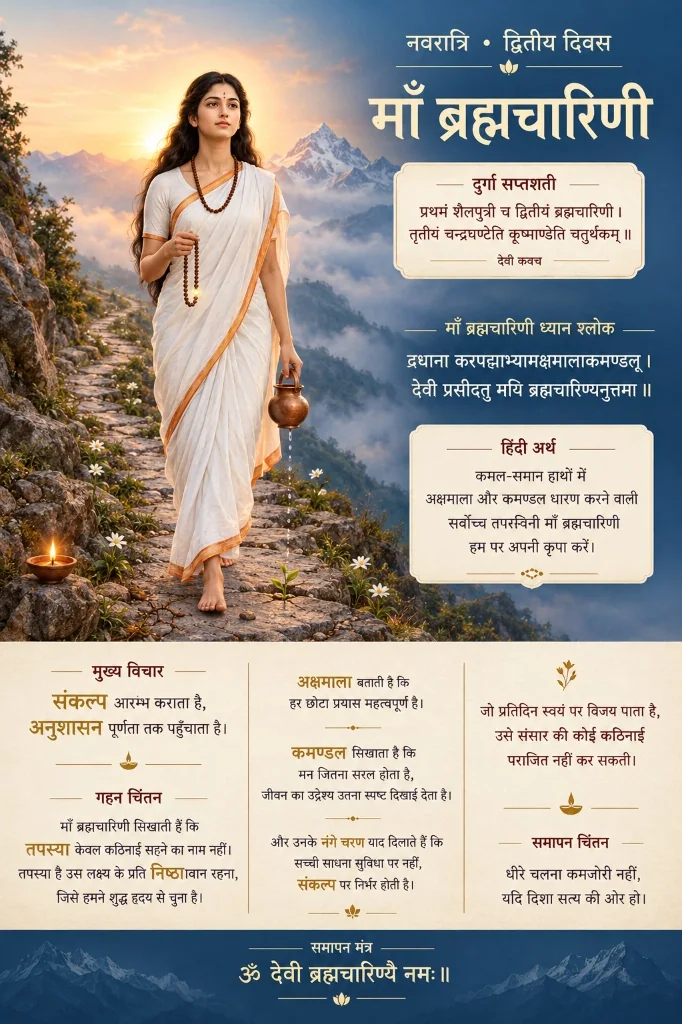 नवरात्रि • द्वितीय दिवस
माँ ब्रह्मचारिणी
दुर्गा सप्तशती
प्रथमं शैलपुत्री च द्वितीयं ब्रह्मचारिणी ।
तृतीयं चन्द्रघण्टेति कूष्माण्डेति चतुर्थकम् ॥
देवी कवच
माँ ब्रह्मचारिणी ध्यान श्लोक
दधाना करपद्माभ्यामक्षमालाकमण्डलू ।
देवी प्रसीदतु मयि ब्रह्मचारिण्यनुत्तमा ॥
हिंदी अर्थ
कमल-समान हाथों में
अक्षमाला और कमण्डल धारण करने वाली
सर्वोच्च तपस्विनी माँ ब्रह्मचारिणी
हम पर अपनी कृपा करें।
मुख्य विचार
संकल्प आरम्भ कराता है,
अनुशासन पूर्णता तक पहुँचाता है।
गहन चिंतन
माँ ब्रह्मचारिणी सिखाती हैं कि
तपस्या केवल कठिनाई सहने का नाम नहीं।
तपस्या है उस लक्ष्य के प्रति निष्ठावान रहना,
जिसे हमने शुद्ध हृदय से चुना है।
अक्षमाला बताती है कि
हर छोटा प्रयास महत्वपूर्ण है।
कमण्डल सिखाता है कि
मन जितना सरल होता है,
जीवन का उद्देश्य उतना स्पष्ट दिखाई देता है।
और उनके नंगे चरण याद दिलाते हैं कि
सच्ची साधना सुविधा पर नहीं,
संकल्प पर निर्भर होती है।
जो प्रतिदिन स्वयं पर विजय पाता है,
उसे संसार की कोई कठिनाई
पराजित नहीं कर सकती।
समापन चिंतन
धीरे चलना कमजोरी नहीं,
यदि दिशा सत्य की ओर हो।
समापन मंत्र
ॐ देवी ब्रह्मचारिण्यै नमः॥